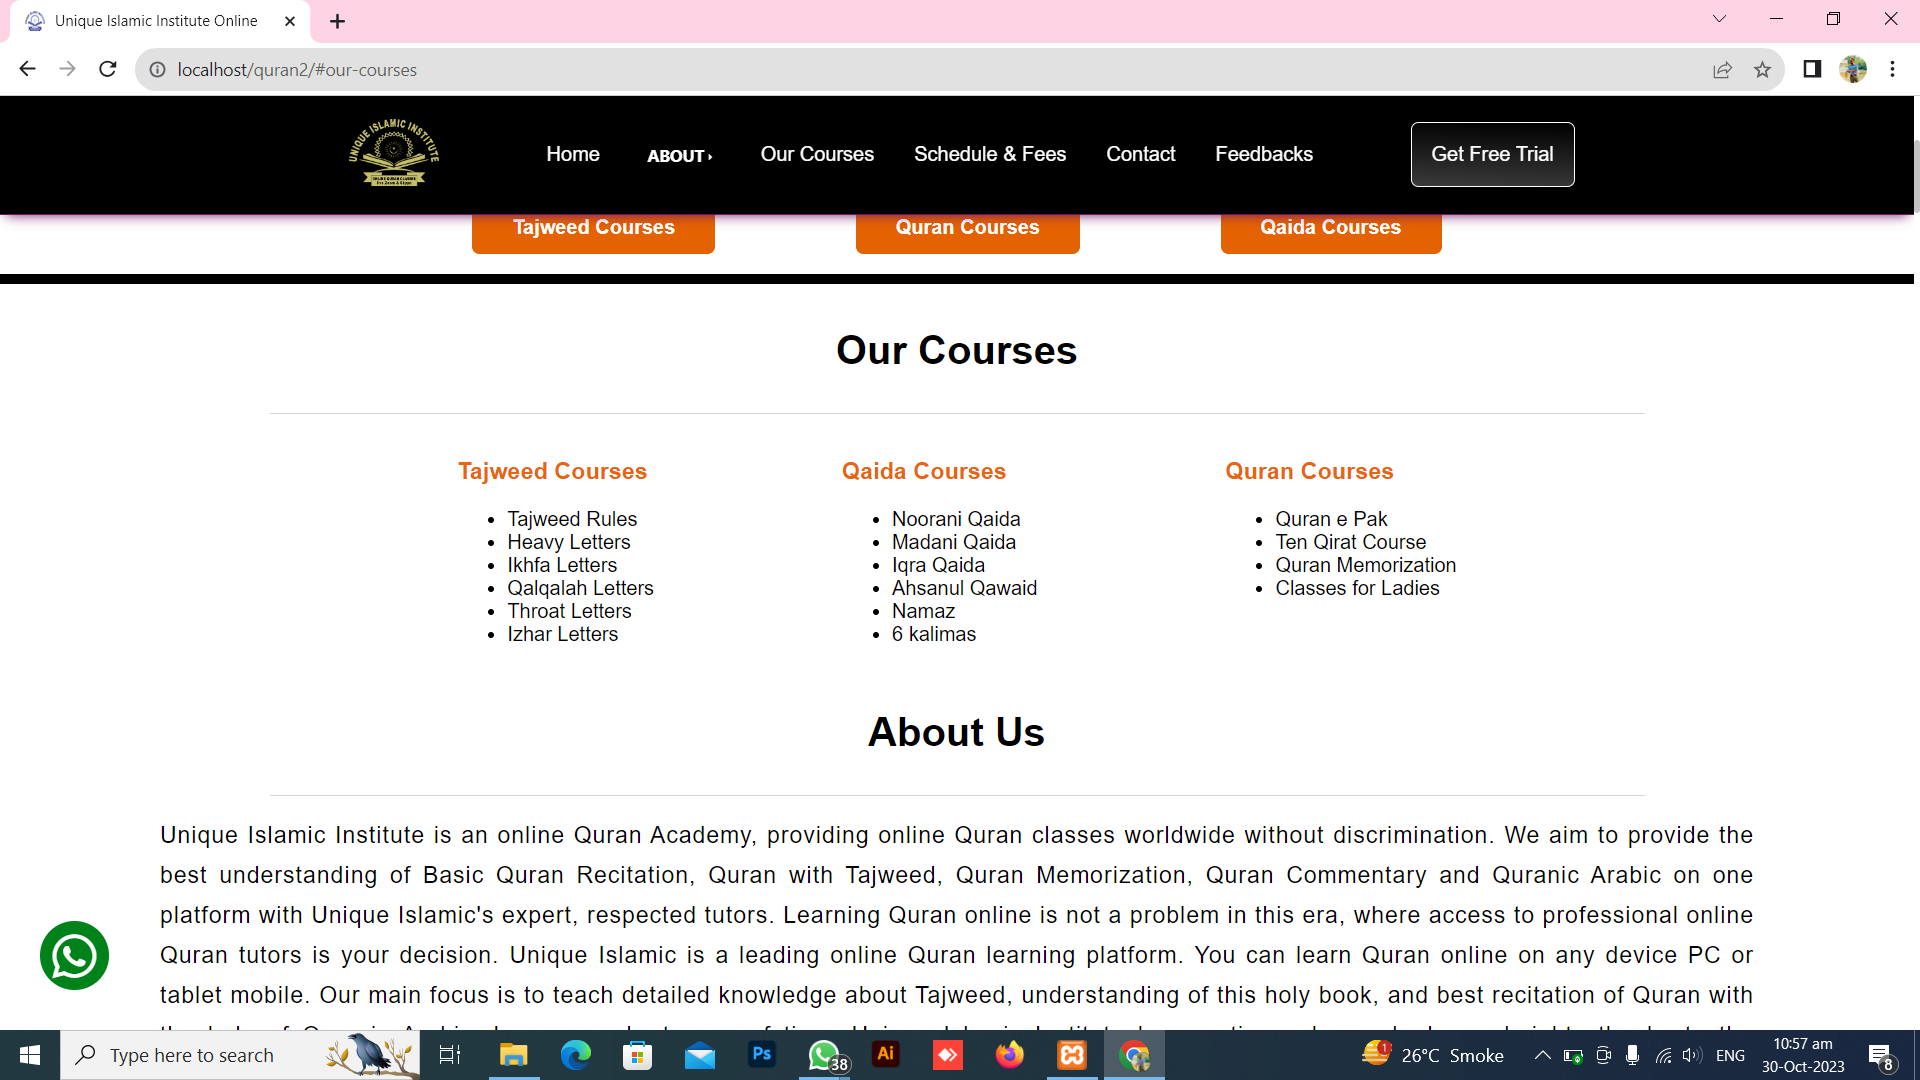 Unique Islamic Institute Online
localhost/quran2/#our-courses
UNIQUE ISLAMIC INSTITUTE
Home
ABOUT
Our Courses
Schedule & Fees
Contact
Feedbacks
Get Free Trial
Tajweed Courses
Quran Courses
Qaida Courses
Our Courses
Tajweed Courses
Tajweed Rules
Heavy Letters
Ikhfa Letters
Qalqalah Letters
Throat Letters
Izhar Letters
Qaida Courses
Noorani Qaida
Madani Qaida
Iqra Qaida
Ahsanul Qawaid
Namaz
6 kalimas
Quran Courses
Quran e Pak
Ten Qirat Course
Quran Memorization
Classes for Ladies
About Us
Unique Islamic Institute is an online Quran Academy, providing online Quran classes worldwide without discrimination. We aim to provide the
best understanding of Basic Quran Recitation, Quran with Tajweed, Quran Memorization, Quran Commentary and Quranic Arabic on one
platform with Unique Islamic's expert, respected tutors. Learning Quran online is not a problem in this era, where access to professional online
Quran tutors is your decision. Unique Islamic is a leading online Quran learning platform. You can learn Quran online on any device PC or
tablet mobile. Our main focus is to teach detailed knowledge about Tajweed, understanding of this holy book, and best recitation of Quran with
Type here to search
Ps
38
Ai
1
26°C Smoke
ENG
10:57 am
30-Oct-2023
8